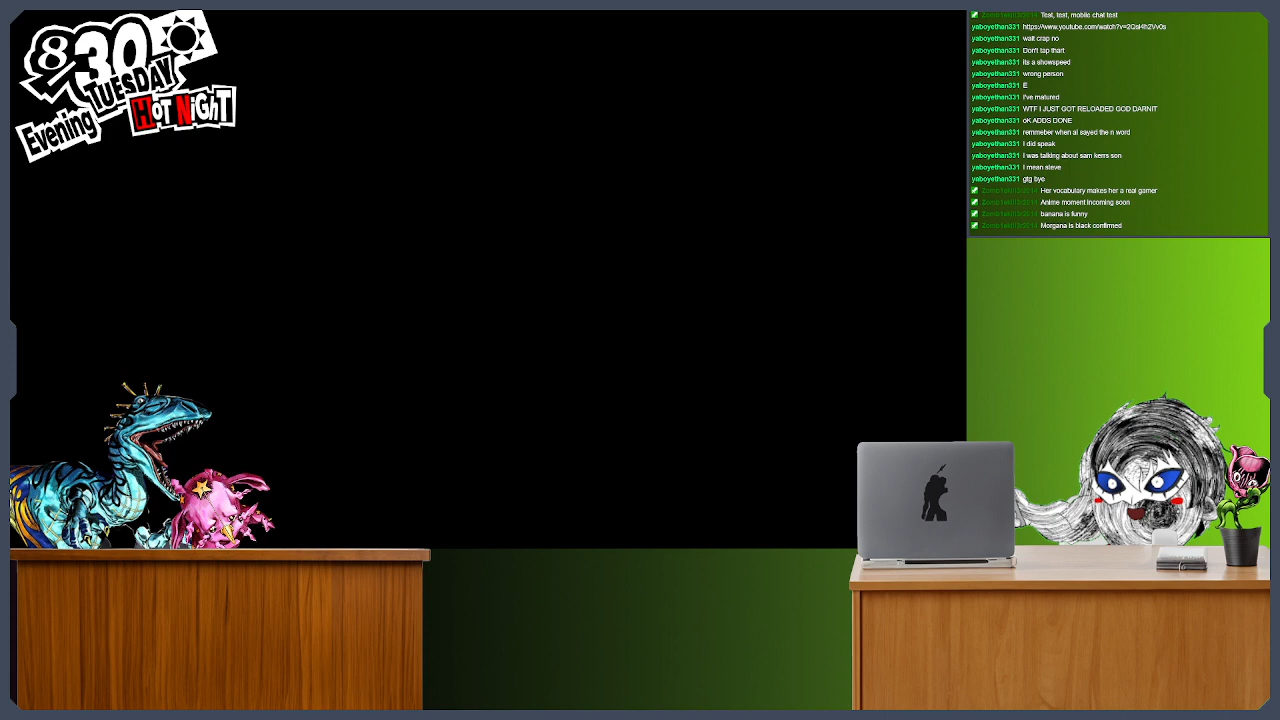 8 30
TUESDAY
Evening
HOT NiGhT
Test, test, mobile chat test
yaboyethan331 https://www.youtube.com/watch?v=2Qsl4h2Vv0s
yaboyethan331 wait crap no
yaboyethan331 Don't tap thart
yaboyethan331 its a showspeed
yaboyethan331 wrong person
yaboyethan331 E
yaboyethan331 I've matured
yaboyethan331 WTF I JUST GOT RELOADED GOD DARNIT
yaboyethan331 oK ADDS DONE
yaboyethan331 remmeber when ai sayed the n word
yaboyethan331 I did speak
yaboyethan331 I was talking about sam kerrs son
yaboyethan331 I mean steve
yaboyethan331 gtg bye
Her vocabulary makes her a real gamer
Anime moment incoming soon
banana is funny
Morgana is black confirmed